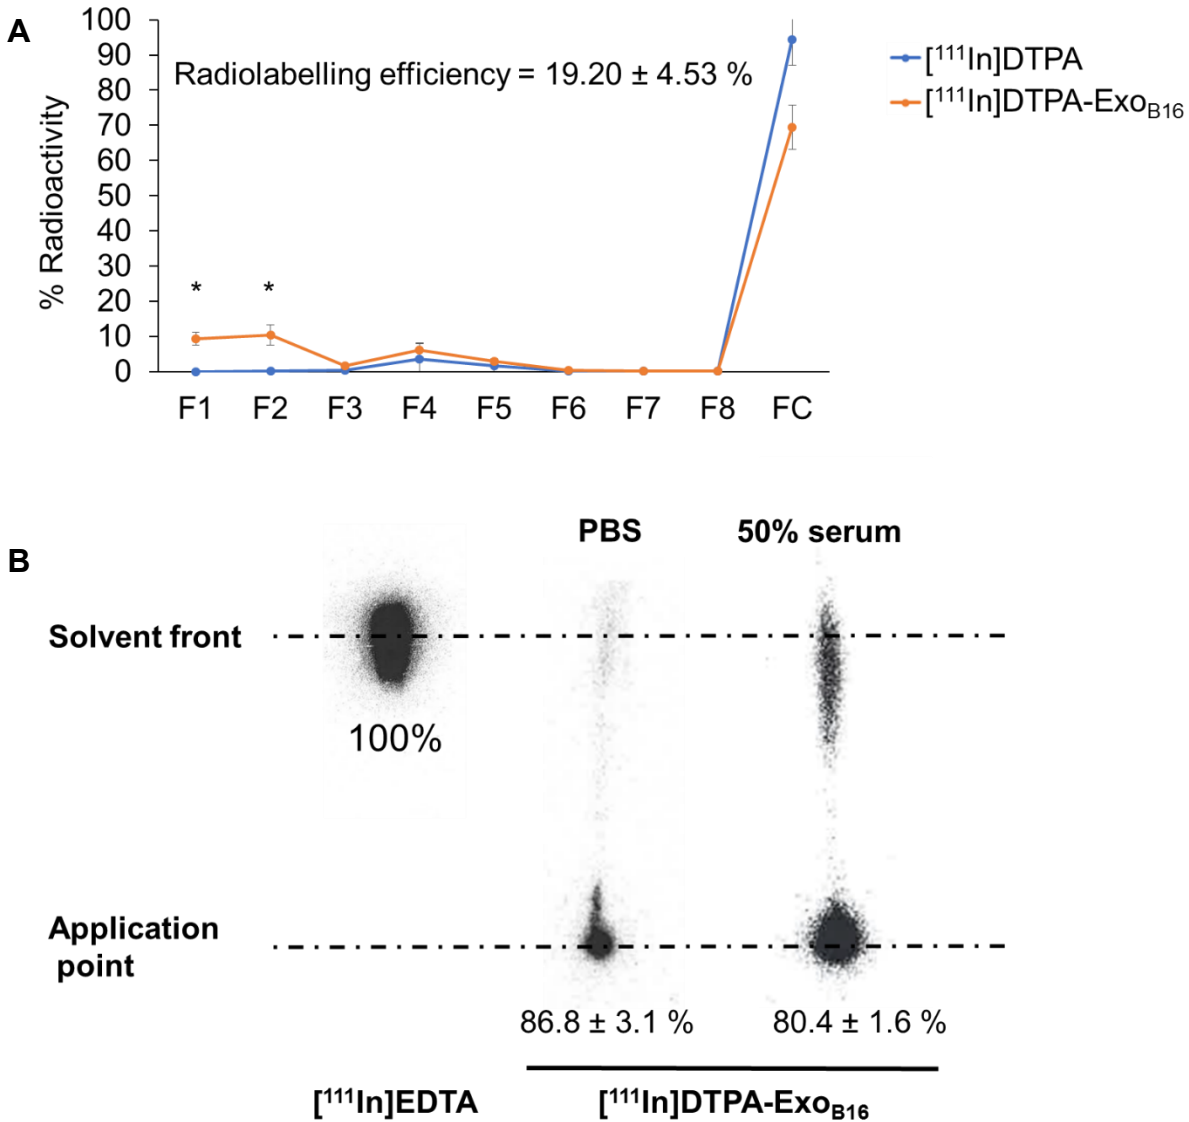 A
100
90
80
70
60
50
40
30
20
10
0
% Radioactivity
Radiolabelling efficiency = 19.20 ± 4.53 %
* *
F1 F2 F3 F4 F5 F6 F7 F8 FC
[¹¹¹In]DTPA
[¹¹¹In]DTPA-Exo_B16
B
PBS 50% serum
Solvent front
100%
Application
point
86.8 ± 3.1 % 80.4 ± 1.6 %
[¹¹¹In]EDTA [¹¹¹In]DTPA-Exo_B16